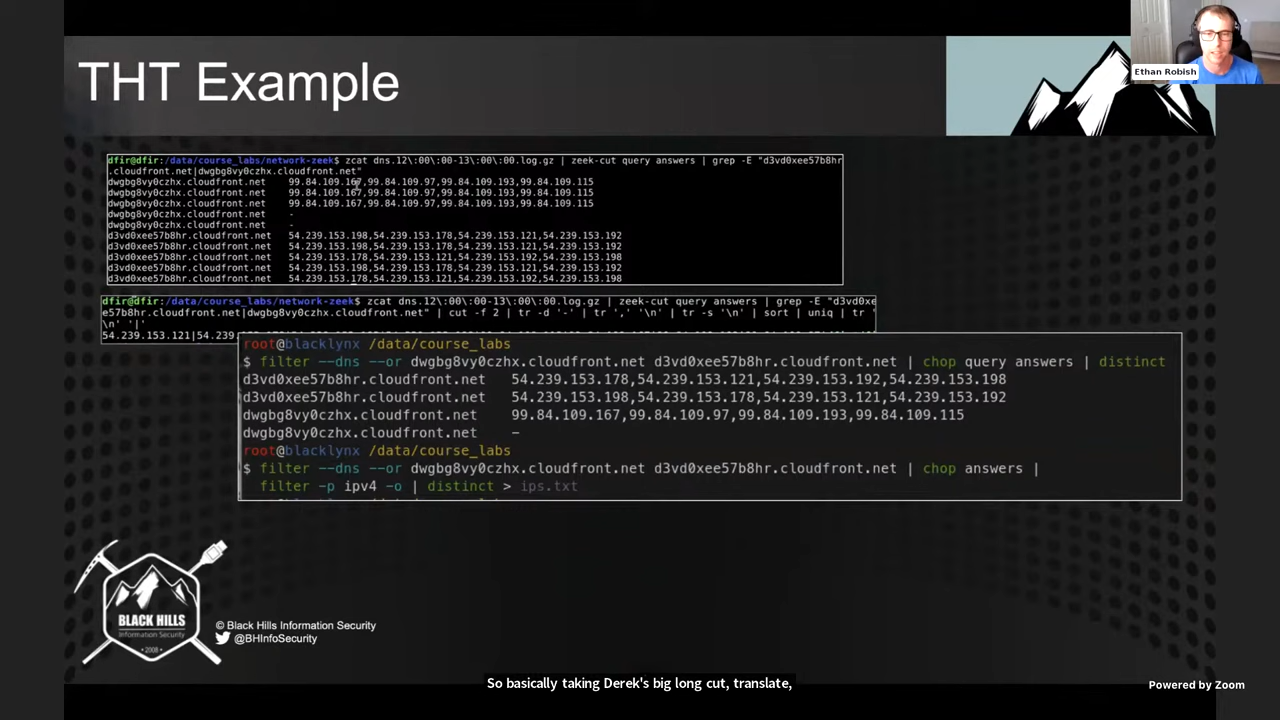 Ethan Robish
THT Example
dfir@dfir:/data/course_labs/network-zeek$ zcat dns.12\:00\:00-13\:00\:00.log.gz | zeek-cut query answers | grep -E "d3vd0xee57b8hr
.cloudfront.net|dwgbg8vy0czhx.cloudfront.net"
dwgbg8vy0czhx.cloudfront.net 99.84.109.167,99.84.109.97,99.84.109.193,99.84.109.115
dwgbg8vy0czhx.cloudfront.net 99.84.109.167,99.84.109.97,99.84.109.193,99.84.109.115
dwgbg8vy0czhx.cloudfront.net 99.84.109.167,99.84.109.97,99.84.109.193,99.84.109.115
dwgbg8vy0czhx.cloudfront.net -
dwgbg8vy0czhx.cloudfront.net -
d3vd0xee57b8hr.cloudfront.net 54.239.153.198,54.239.153.178,54.239.153.121,54.239.153.192
d3vd0xee57b8hr.cloudfront.net 54.239.153.198,54.239.153.178,54.239.153.121,54.239.153.192
d3vd0xee57b8hr.cloudfront.net 54.239.153.178,54.239.153.121,54.239.153.192,54.239.153.198
d3vd0xee57b8hr.cloudfront.net 54.239.153.198,54.239.153.178,54.239.153.121,54.239.153.192
d3vd0xee57b8hr.cloudfront.net 54.239.153.178,54.239.153.121,54.239.153.192,54.239.153.198
dfir@dfir:/data/course_labs/network-zeek$ zcat dns.12\:00\:00-13\:00\:00.log.gz | zeek-cut query answers | grep -E "d3vd0x
e57b8hr.cloudfront.net|dwgbg8vy0czhx.cloudfront.net" | cut -f 2 | tr -d '-' | tr ',' '\n' | tr -s '\n' | sort | uniq | tr '
\n' '|'
54.239.153.121|54.239.
root@blacklynx /data/course_labs
$ filter --dns --or dwgbg8vy0czhx.cloudfront.net d3vd0xee57b8hr.cloudfront.net | chop query answers | distinct
d3vd0xee57b8hr.cloudfront.net 54.239.153.178,54.239.153.121,54.239.153.192,54.239.153.198
d3vd0xee57b8hr.cloudfront.net 54.239.153.198,54.239.153.178,54.239.153.121,54.239.153.192
dwgbg8vy0czhx.cloudfront.net 99.84.109.167,99.84.109.97,99.84.109.193,99.84.109.115
dwgbg8vy0czhx.cloudfront.net -
root@blacklynx /data/course_labs
$ filter --dns --or dwgbg8vy0czhx.cloudfront.net d3vd0xee57b8hr.cloudfront.net | chop answers |
filter -p ipv4 -o | distinct > ips.txt
BLACK HILLS
Information Security
• 2008 •
© Black Hills Information Security
@BHInfoSecurity
So basically taking Derek's big long cut, translate,
Powered by Zoom